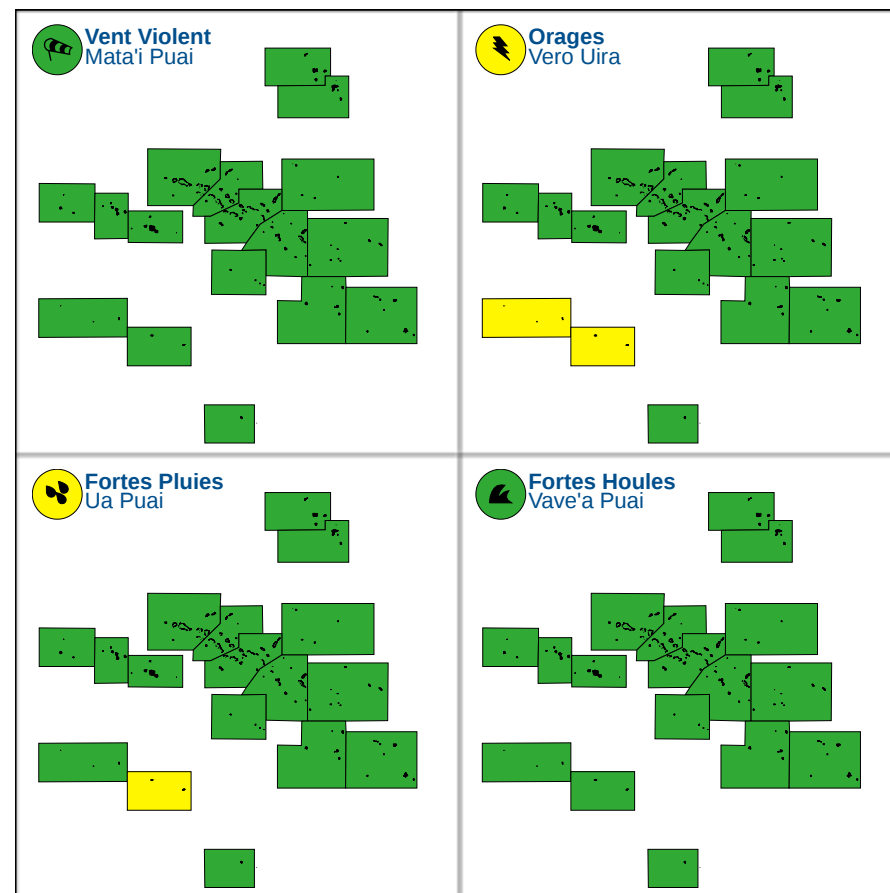 Vent Violent
Mata'i Puai
Orages
Vero Uira
Fortes Pluies
Ua Puai
Fortes Houles
Vave'a Puai